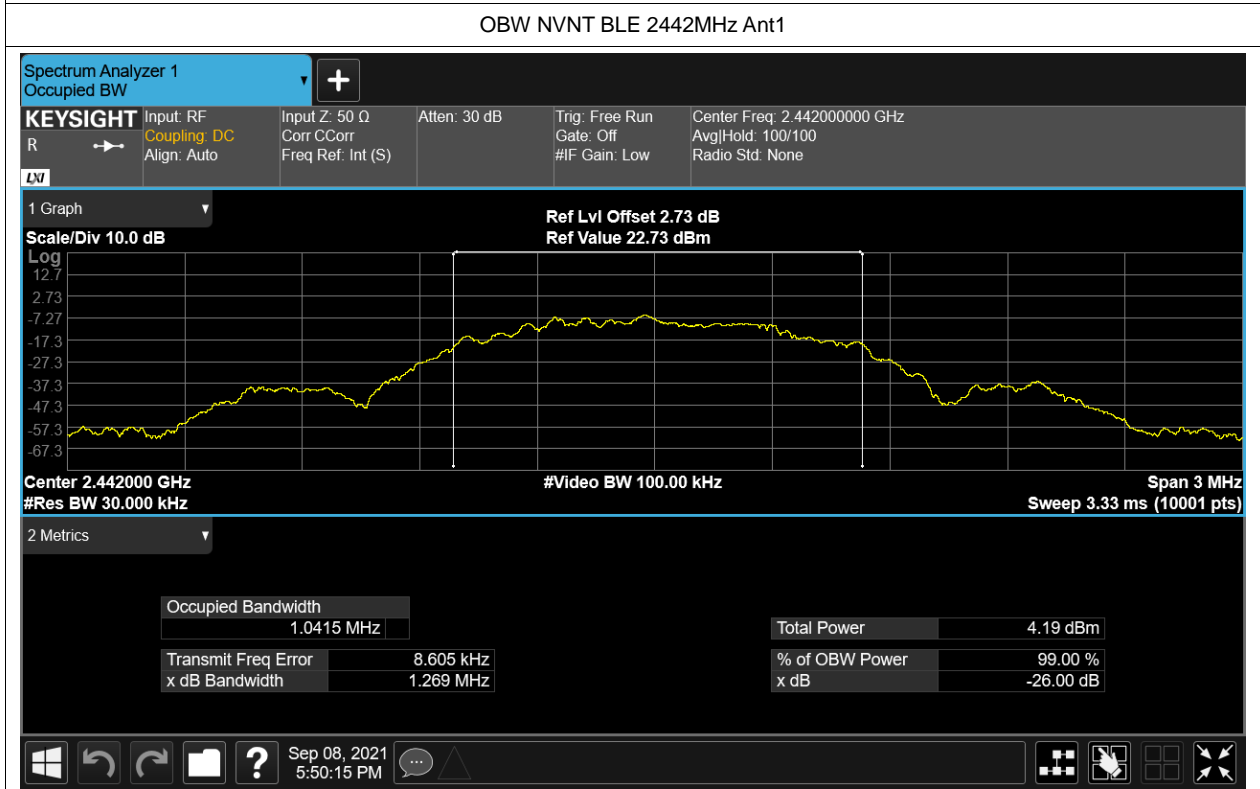 OBW NVNT BLE 2442MHz Ant1
Spectrum Analyzer 1
Occupied BW
KEYSIGHT
R
LXI
Input: RF
Coupling: DC
Align: Auto
Input Z: 50 Ω
Corr CCorr
Freq Ref: Int (S)
Atten: 30 dB
Trig: Free Run
Gate: Off
#IF Gain: Low
Center Freq: 2.442000000 GHz
Avg|Hold: 100/100
Radio Std: None
1 Graph
Scale/Div 10.0 dB
Ref Lvl Offset 2.73 dB
Ref Value 22.73 dBm
Log
12.7
2.73
-7.27
-17.3
-27.3
-37.3
-47.3
-57.3
-67.3
Center 2.442000 GHz
#Res BW 30.000 kHz
#Video BW 100.00 kHz
Span 3 MHz
Sweep 3.33 ms (10001 pts)
2 Metrics
Occupied Bandwidth
1.0415 MHz
Total Power 4.19 dBm
Transmit Freq Error 8.605 kHz
x dB Bandwidth 1.269 MHz
% of OBW Power 99.00 %
x dB -26.00 dB
?
Sep 08, 2021
5:50:15 PM